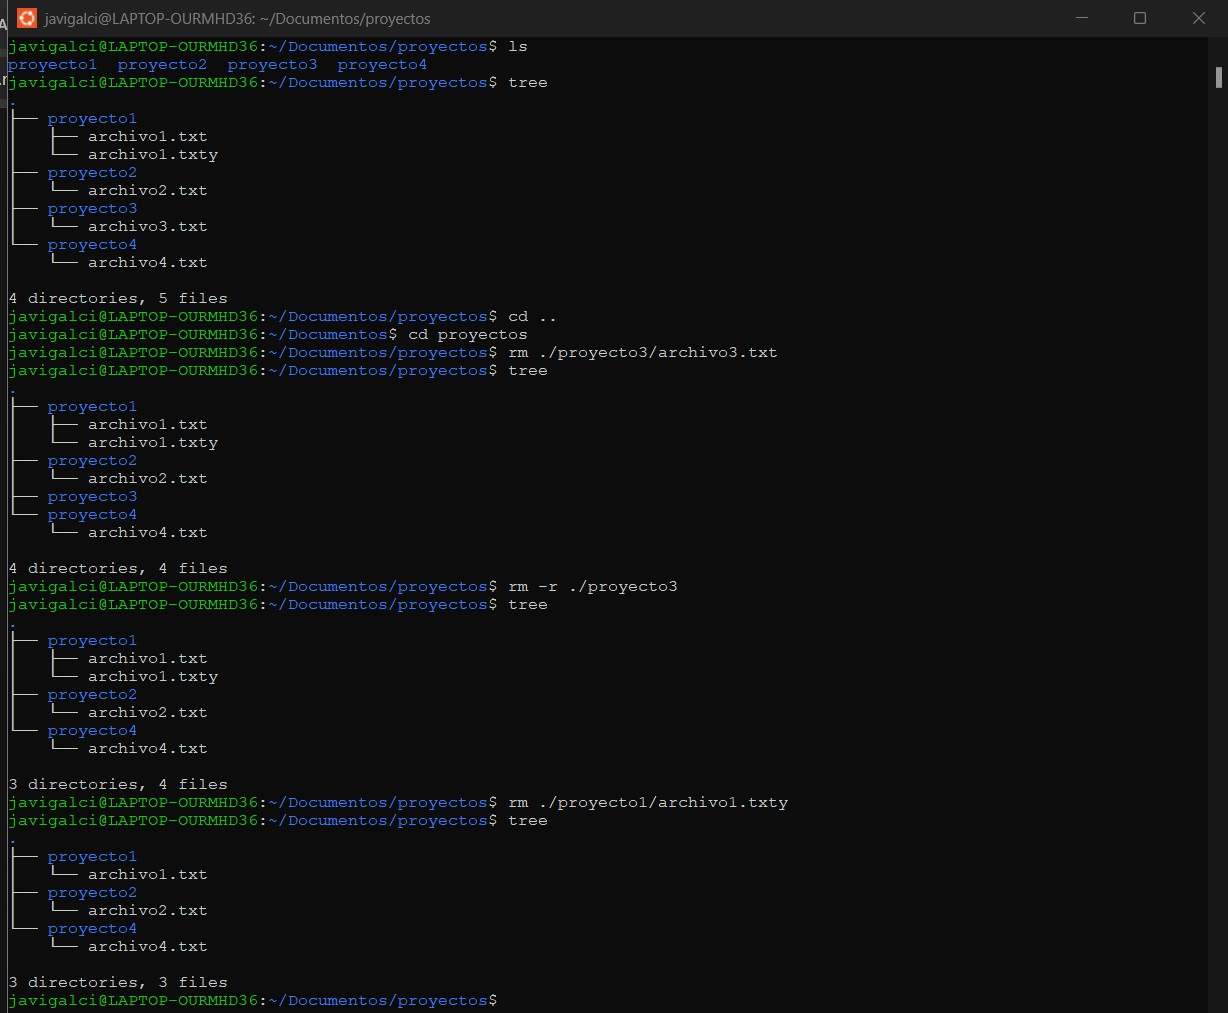 javigalci@LAPTOP-OURMHD36: ~/Documentos/proyectos
javigalci@LAPTOP-OURMHD36:~/Documentos/proyectos$ ls
proyecto1  proyecto2  proyecto3  proyecto4
javigalci@LAPTOP-OURMHD36:~/Documentos/proyectos$ tree
.
├── proyecto1
│   ├── archivo1.txt
│   └── archivo1.txty
├── proyecto2
│   └── archivo2.txt
├── proyecto3
│   └── archivo3.txt
└── proyecto4
    └── archivo4.txt

4 directories, 5 files
javigalci@LAPTOP-OURMHD36:~/Documentos/proyectos$ cd ..
javigalci@LAPTOP-OURMHD36:~/Documentos$ cd proyectos
javigalci@LAPTOP-OURMHD36:~/Documentos/proyectos$ rm ./proyecto3/archivo3.txt
javigalci@LAPTOP-OURMHD36:~/Documentos/proyectos$ tree
.
├── proyecto1
│   ├── archivo1.txt
│   └── archivo1.txty
├── proyecto2
│   └── archivo2.txt
├── proyecto3
└── proyecto4
    └── archivo4.txt

4 directories, 4 files
javigalci@LAPTOP-OURMHD36:~/Documentos/proyectos$ rm -r ./proyecto3
javigalci@LAPTOP-OURMHD36:~/Documentos/proyectos$ tree
.
├── proyecto1
│   ├── archivo1.txt
│   └── archivo1.txty
├── proyecto2
│   └── archivo2.txt
└── proyecto4
    └── archivo4.txt

3 directories, 4 files
javigalci@LAPTOP-OURMHD36:~/Documentos/proyectos$ rm ./proyecto1/archivo1.txty
javigalci@LAPTOP-OURMHD36:~/Documentos/proyectos$ tree
.
├── proyecto1
│   └── archivo1.txt
├── proyecto2
│   └── archivo2.txt
└── proyecto4
    └── archivo4.txt

3 directories, 3 files
javigalci@LAPTOP-OURMHD36:~/Documentos/proyectos$